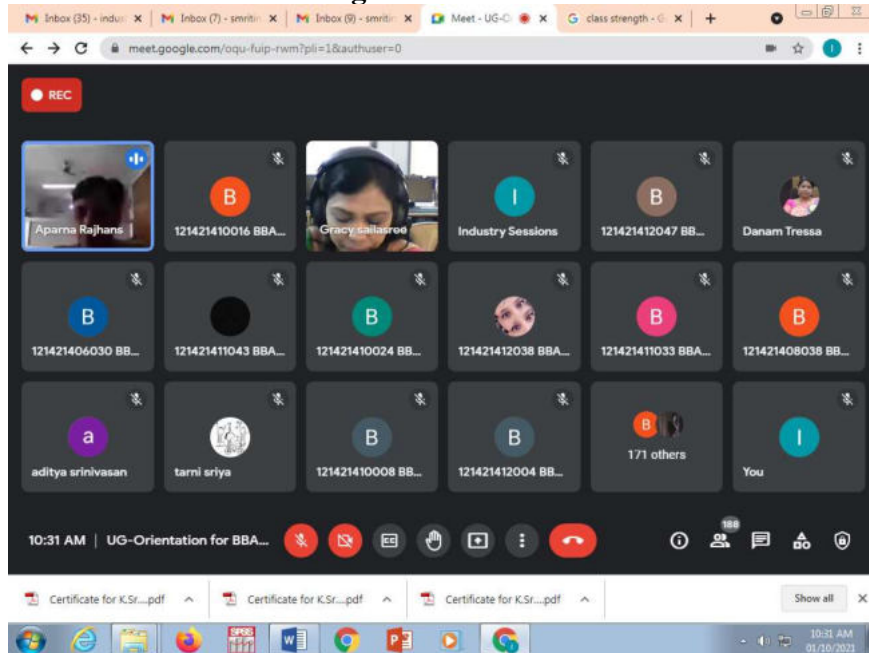 Inbox (35) - indus
Inbox (7) - smriti
Inbox (9) - smriti
Meet - UG-O
class strength - G
meet.google.com/oqu-fuip-rwm?pli=1&authuser=0
REC
Aparna Rajhans
B
121421410016 BBA...
Gracy sailasree
I
Industry Sessions
B
121421412047 BB...
Danam Tressa
B
121421406030 BB...
121421411043 BBA...
B
121421410024 BB...
121421412038 BBA...
B
121421411033 BBA...
B
121421408038 BB...
a
aditya srinivasan
tarni sriya
B
121421410008 BB...
B
121421412004 BB...
B
171 others
I
You
10:31 AM | UG-Orientation for BBA...
CC
188
Certificate for K.Sr....pdf
Certificate for K.Sr....pdf
Certificate for K.Sr....pdf
Show all
SPSS
10:31 AM
01/10/2021